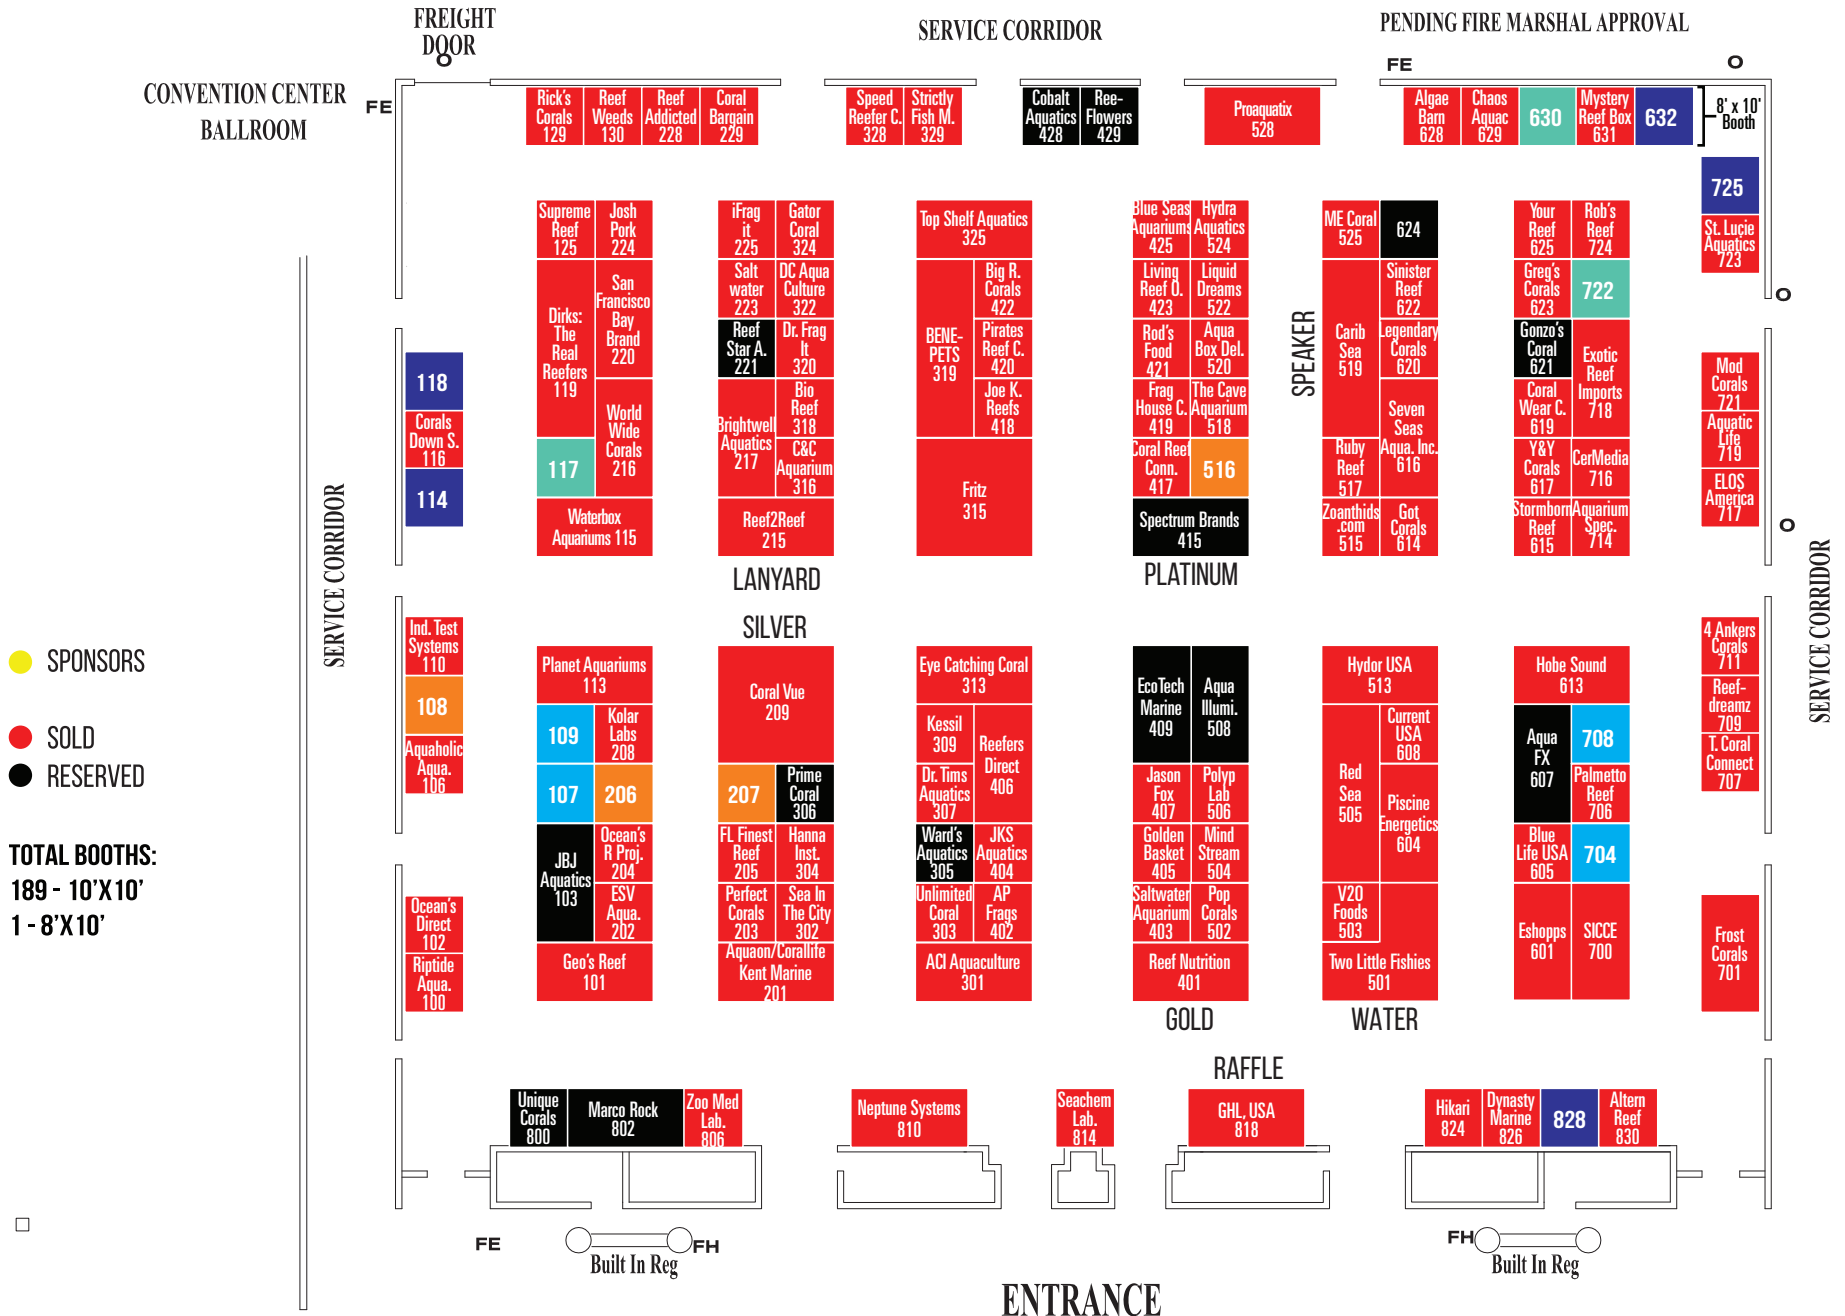 FREIGHT
DOOR
O
SERVICE CORRIDOR
PENDING FIRE MARSHAL APPROVAL
FE
O
CONVENTION CENTER
BALLROOM
FE
Rick's
Corals
129
Reef
Weeds
130
Reef
Addicted
228
Coral
Bargain
229
Speed
Reefer C.
328
Strictly
Fish M.
329
Cobalt
Aquatics
428
Ree-
Flowers
429
Proaquatix
528
Algae
Barn
628
Chaos
Aquac
629
630
Mystery
Reef Box
631
632
8' x 10'
Booth
725
St. Lucie
Aquatics
723
O
Supreme
Reef
125
Josh
Pork
224
Dirks:
The
Real
Reefers
119
San
Francisco
Bay
Brand
220
World
Wide
Corals
216
117
Waterbox
Aquariums 115
iFrag
it
225
Gator
Coral
324
Salt
water
223
DC Aqua
Culture
322
Reef
Star A.
221
Dr. Frag
It
320
Brightwell
Aquatics
217
Bio
Reef
318
C&C
Aquarium
316
Reef2Reef
215
LANYARD
Top Shelf Aquatics
325
BENE-
PETS
319
Big R.
Corals
422
Pirates
Reef C.
420
Joe K.
Reefs
418
Fritz
315
Blue Seas
Aquariums
425
Hydra
Aquatics
524
Living
Reef O.
423
Liquid
Dreams
522
Rod's
Food
421
Aqua
Box Del.
520
Frag
House C.
419
The Cave
Aquarium
518
Coral Reef
Conn.
417
516
Spectrum Brands
415
PLATINUM
SPEAKER
ME Coral
525
624
Carib
Sea
519
Sinister
Reef
622
Legendary
Corals
620
Seven
Seas
Aqua. Inc.
616
Ruby
Reef
517
Zoanthids
.com
515
Got
Corals
614
Your
Reef
625
Rob's
Reef
724
Greg's
Corals
623
722
Gonzo's
Coral
621
Exotic
Reef
Imports
718
Coral
Wear C.
619
Y&Y
Corals
617
CerMedia
716
Stormborn
Reef
615
Aquarium
Spec.
714
Mod
Corals
721
Aquatic
Life
719
ELOS
America
717
O
SERVICE CORRIDOR
118
Corals
Down S.
116
114
SERVICE CORRIDOR
SPONSORS
SOLD
RESERVED
TOTAL BOOTHS:
189 - 10'X10'
1 - 8'X10'
Ind. Test
Systems
110
108
Aquaholic
Aqua.
106
Ocean's
Direct
102
Riptide
Aqua.
100
Planet Aquariums
113
109
Kolar
Labs
208
107
206
JBJ
Aquatics
103
Ocean's
R Proj.
204
ESV
Aqua.
202
Geo's Reef
101
SILVER
Coral Vue
209
207
Prime
Coral
306
FL Finest
Reef
205
Hanna
Inst.
304
Perfect
Corals
203
Sea In
The City
302
Aquaon/Corallife
Kent Marine
201
Eye Catching Coral
313
Kessil
309
Reefers
Direct
406
Dr. Tims
Aquatics
307
Ward's
Aquatics
305
JKS
Aquatics
404
Unlimited
Coral
303
AP
Frags
402
ACI Aquaculture
301
EcoTech
Marine
409
Aqua
Illumi.
508
Jason
Fox
407
Polyp
Lab
506
Golden
Basket
405
Mind
Stream
504
Saltwater
Aquarium
403
Pop
Corals
502
Reef Nutrition
401
GOLD
Hydor USA
513
Red
Sea
505
Current
USA
608
Piscine
Energetics
604
V2O
Foods
503
Two Little Fishies
501
WATER
Hobe Sound
613
Aqua
FX
607
708
Palmetto
Reef
706
Blue
Life USA
605
704
Eshopps
601
SICCE
700
4 Ankers
Corals
711
Reef-
dreamz
709
T. Coral
Connect
707
Frost
Corals
701
RAFFLE
Unique
Corals
800
Marco Rock
802
Zoo Med
Lab.
806
Neptune Systems
810
Seachem
Lab.
814
GHL, USA
818
Hikari
824
Dynasty
Marine
826
828
Altern
Reef
830
FE
FH
Built In Reg
FH
Built In Reg
ENTRANCE